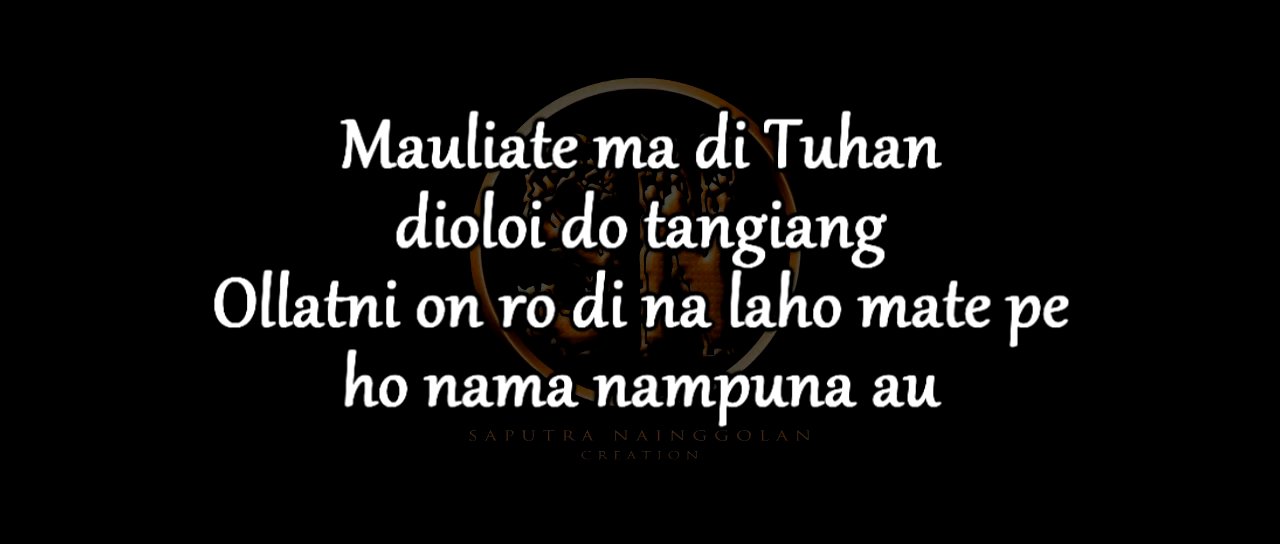 Mauliate ma di Tuhan
dioloi do tangiang
Ollatni on ro di na laho mate pe
ho nama nampuna au
SAPUTRA NAINGGOLAN
CREATION